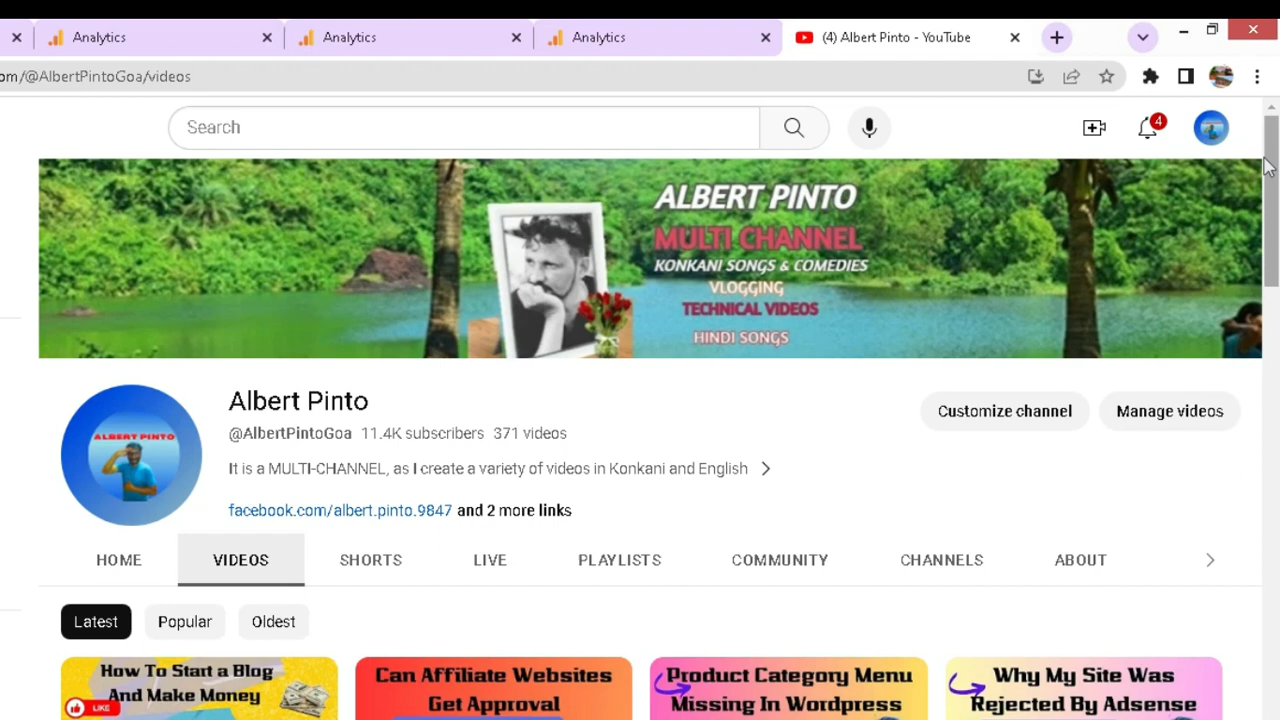 Analytics
Analytics
Analytics
(4) Albert Pinto - YouTube
om/@AlbertPintoGoa/videos
Search
4
ALBERT PINTO
MULTI CHANNEL
KONKANI SONGS & COMEDIES
VLOGGING
TECHNICAL VIDEOS
HINDI SONGS
ALBERT PINTO
Albert Pinto
@AlbertPintoGoa 11.4K subscribers 371 videos
It is a MULTI-CHANNEL, as I create a variety of videos in Konkani and English
facebook.com/albert.pinto.9847 and 2 more links
Customize channel
Manage videos
HOME
VIDEOS
SHORTS
LIVE
PLAYLISTS
COMMUNITY
CHANNELS
ABOUT
Latest
Popular
Oldest
How To Start a Blog
And Make Money
LIKE
Can Affiliate Websites
Get Approval
Product Category Menu
Missing In Wordpress
Why My Site Was
Rejected By Adsense